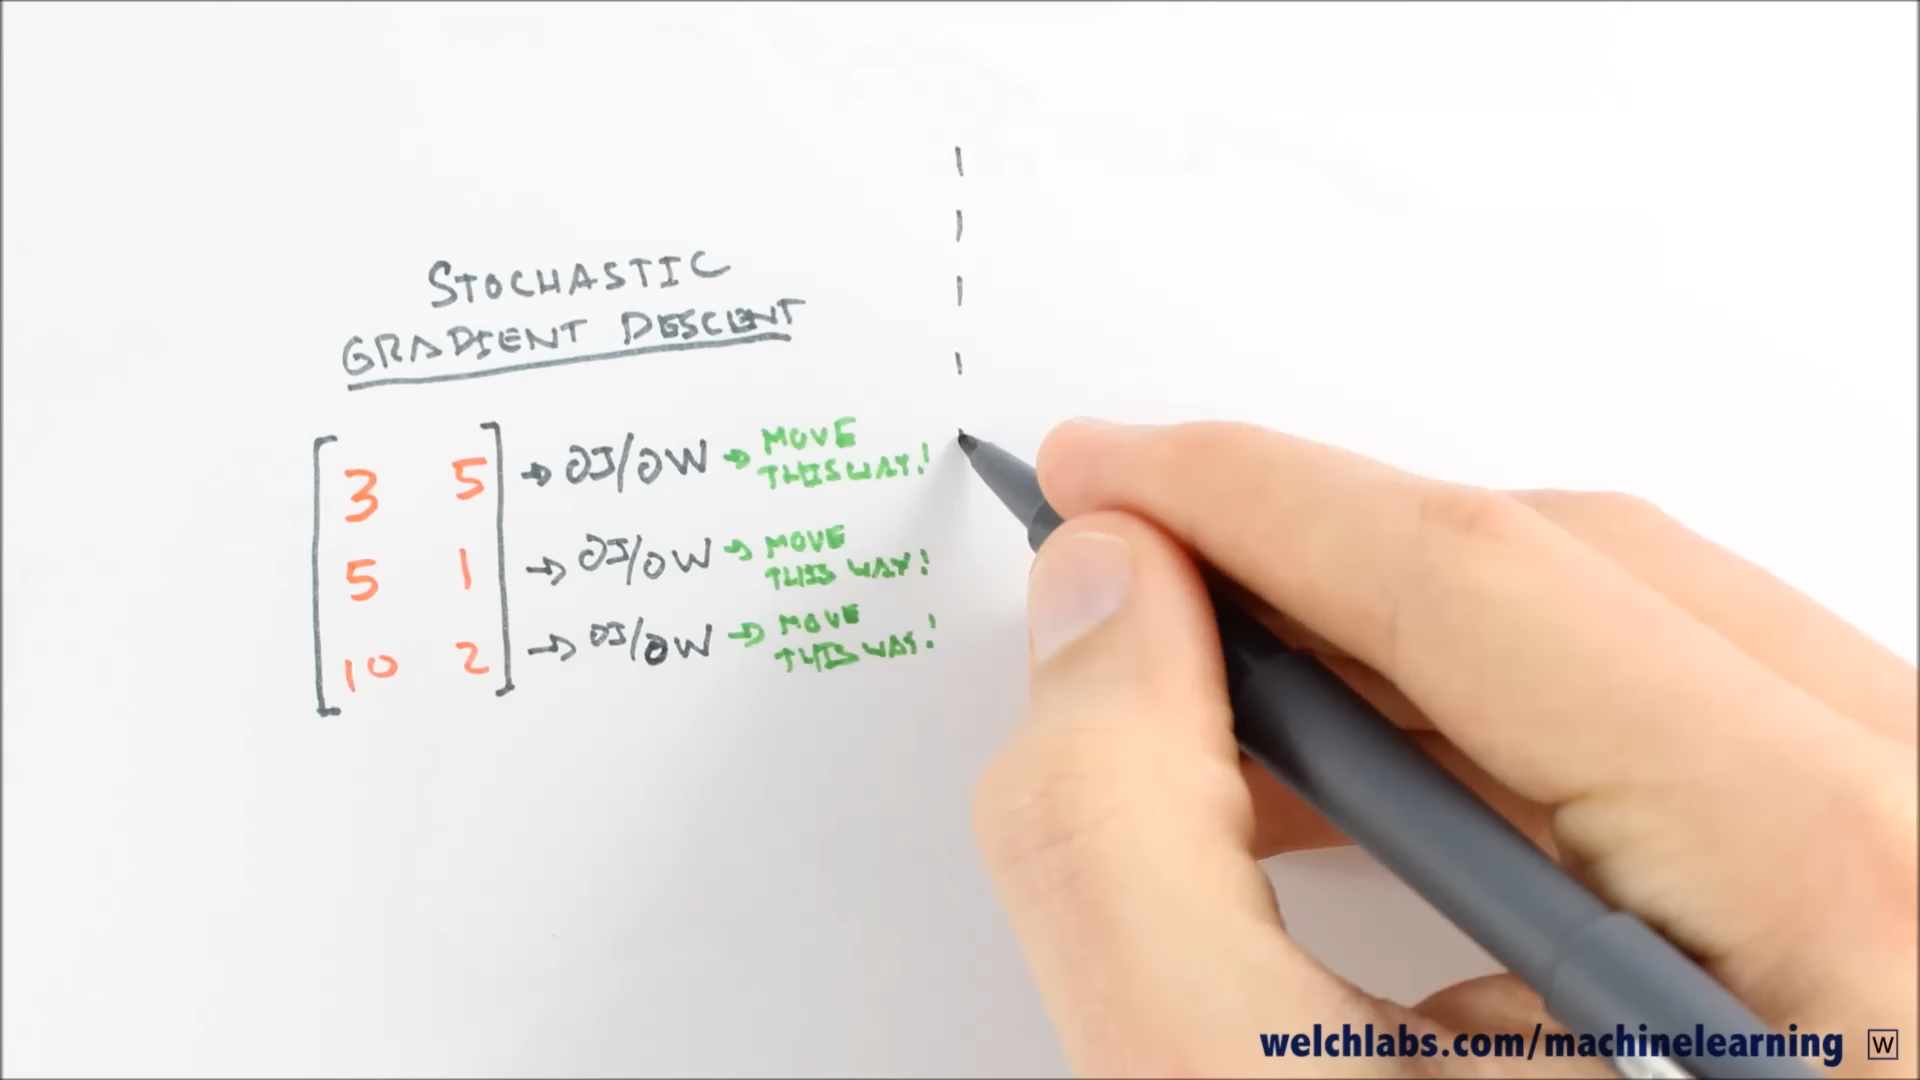 STOCHASTIC
GRADIENT DESCENT
3 5 → ∂J/∂W → MOVE THIS WAY!
5 1 → ∂J/∂W → MOVE THIS WAY!
10 2 → ∂J/∂W → MOVE THIS WAY!
welchlabs.com/machinelearning W